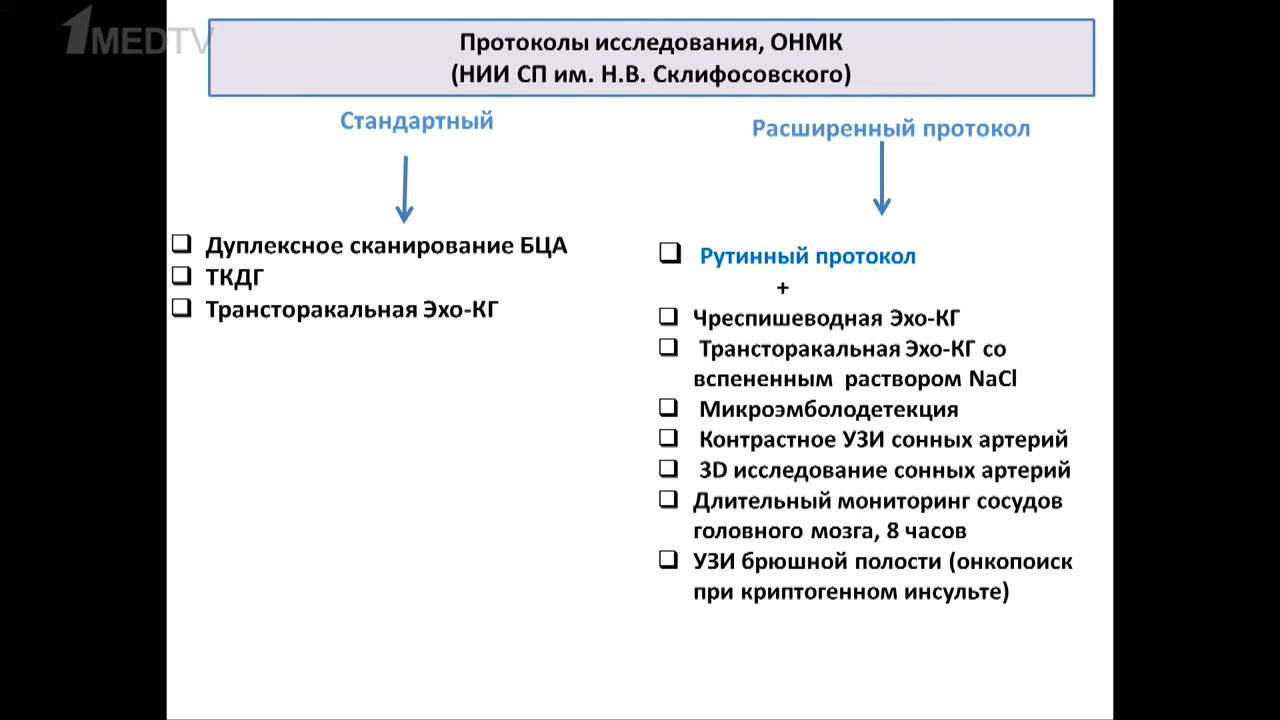 1MEDTV
Протоколы исследования, ОНМК
(НИИ СП им. Н.В. Склифосовского)
Стандартный
Дуплексное сканирование БЦА
ТКДГ
Трансторакальная Эхо-КГ
Расширенный протокол
Рутинный протокол
+
Чреспишеводная Эхо-КГ
Трансторакальная Эхо-КГ со
вспененным раствором NaCl
Микроэмболодетекция
Контрастное УЗИ сонных артерий
3D исследование сонных артерий
Длительный мониторинг сосудов
головного мозга, 8 часов
УЗИ брюшной полости (онкопоиск
при криптогенном инсульте)